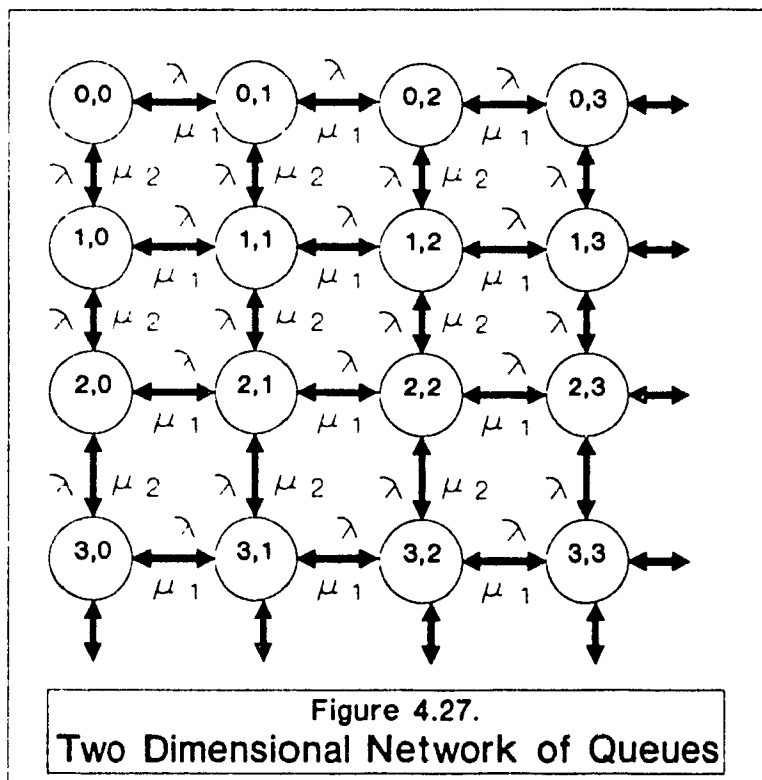 λ λ λ
0,0 0,1 0,2 0,3
μ 1 μ 1 μ 1
λ μ 2 λ μ 2 λ μ 2 λ
λ λ λ
1,0 1,1 1,2 1,3
μ 1 μ 1 μ 1
λ μ 2 λ μ 2 λ μ 2 λ
λ λ λ
2,0 2,1 2,2 2,3
μ 1 μ 1 μ 1
λ μ 2 λ μ 2 λ μ 2 λ
λ λ λ
3,0 3,1 3,2 3,3
μ 1 μ 1 μ 1
Figure 4.27.
Two Dimensional Network of Queues